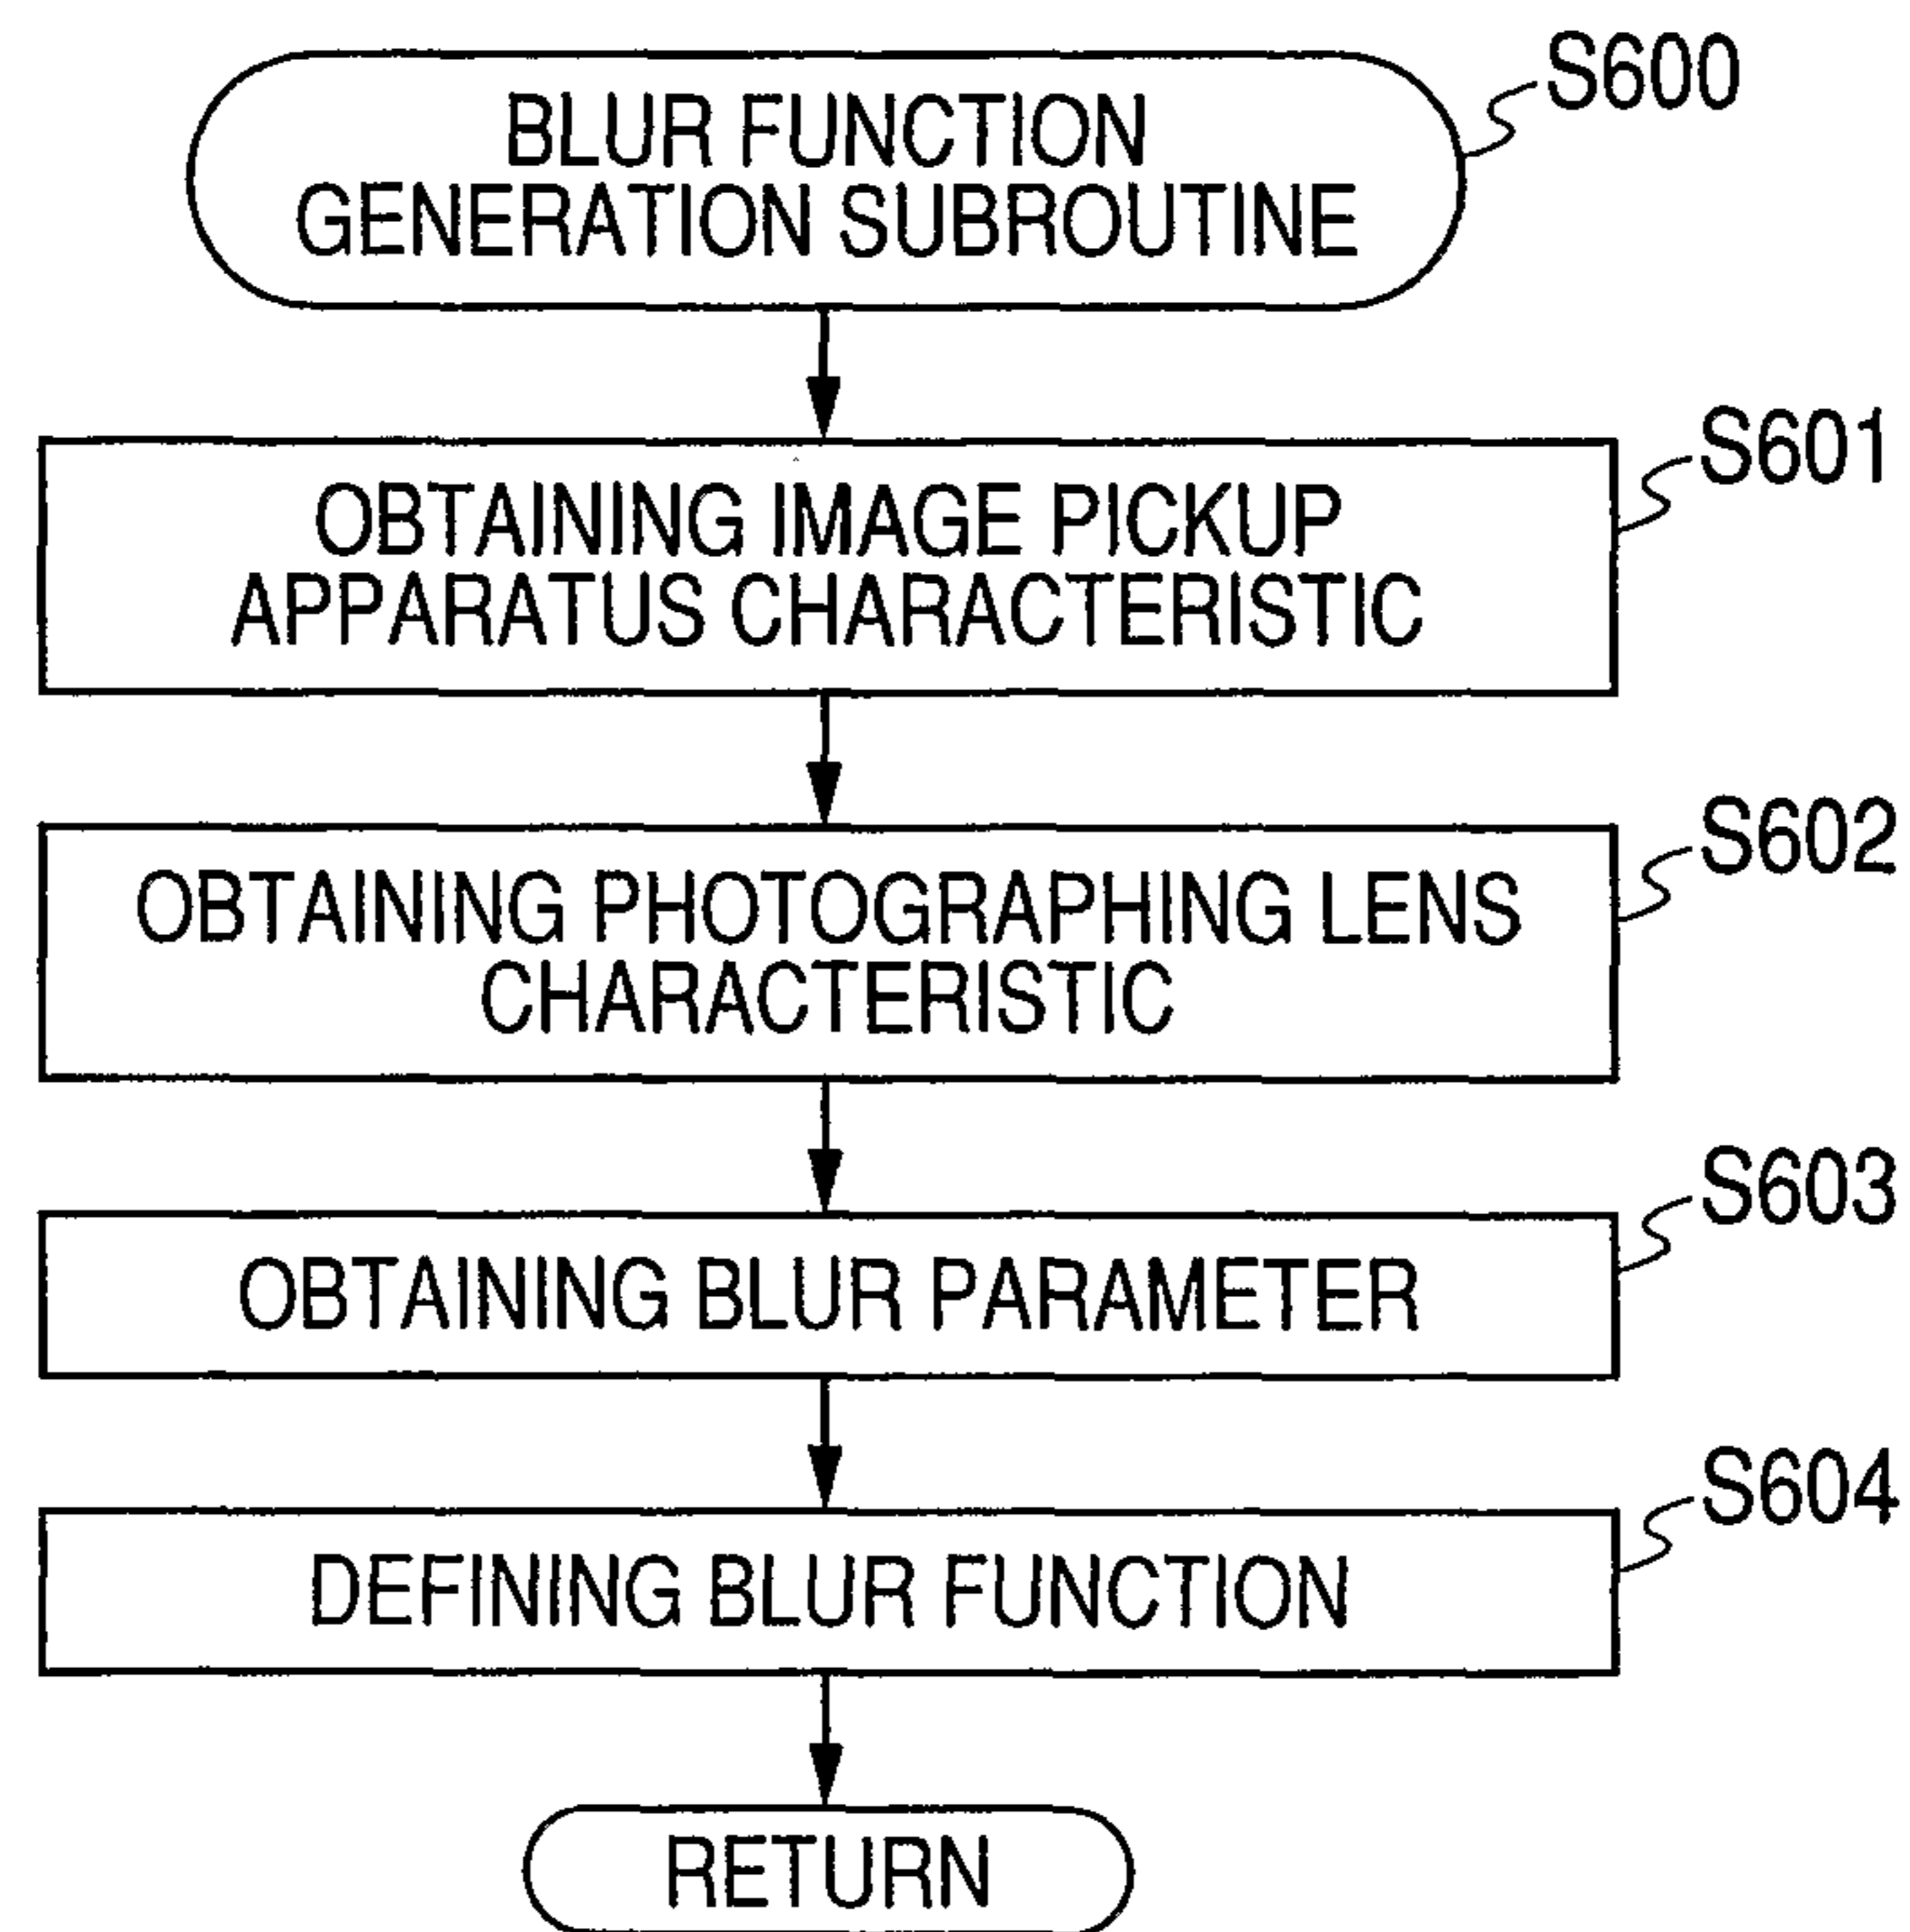 BLUR FUNCTION
GENERATION SUBROUTINE
S600
OBTAINING IMAGE PICKUP
APPARATUS CHARACTERISTIC
S601
OBTAINING PHOTOGRAPHING LENS
CHARACTERISTIC
S602
OBTAINING BLUR PARAMETER
S603
DEFINING BLUR FUNCTION
S604
RETURN